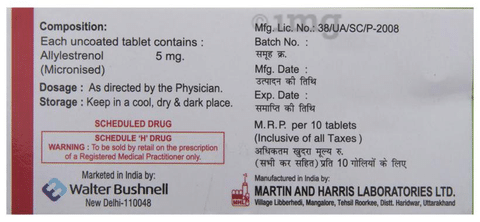 Composition:
Each uncoated tablet contains :
Allylestrenol 5 mg.
(Micronised)
Dosage : As directed by the Physician.
Storage : Keep in a cool, dry & dark place.
SCHEDULED DRUG
SCHEDULE 'H' DRUG
WARNING : To be sold by retail on the prescription
of a Registered Medical Practitioner only.
Marketed in India by:
Walter Bushnell
New Delhi-110048
1mg
Mfg. Lic. No.: 38/UA/SC/P-2008
Batch No. :
समूह क्र.
Mfg. Date :
उत्पादन की तिथि
Exp. Date :
समाप्ति की तिथि
M.R.P. per 10 tablets
(Inclusive of all Taxes)
अधिकतम खुदरा मूल्य रु.
(सभी कर सहित) प्रति 10 गोलियों के लिए
Manufactured in India by:
MHL
MARTIN AND HARRIS LABORATORIES LTD.
Village Libberhedi, Mangalore, Tehsil Roorkee, Distt. Haridwar, Uttarakhand